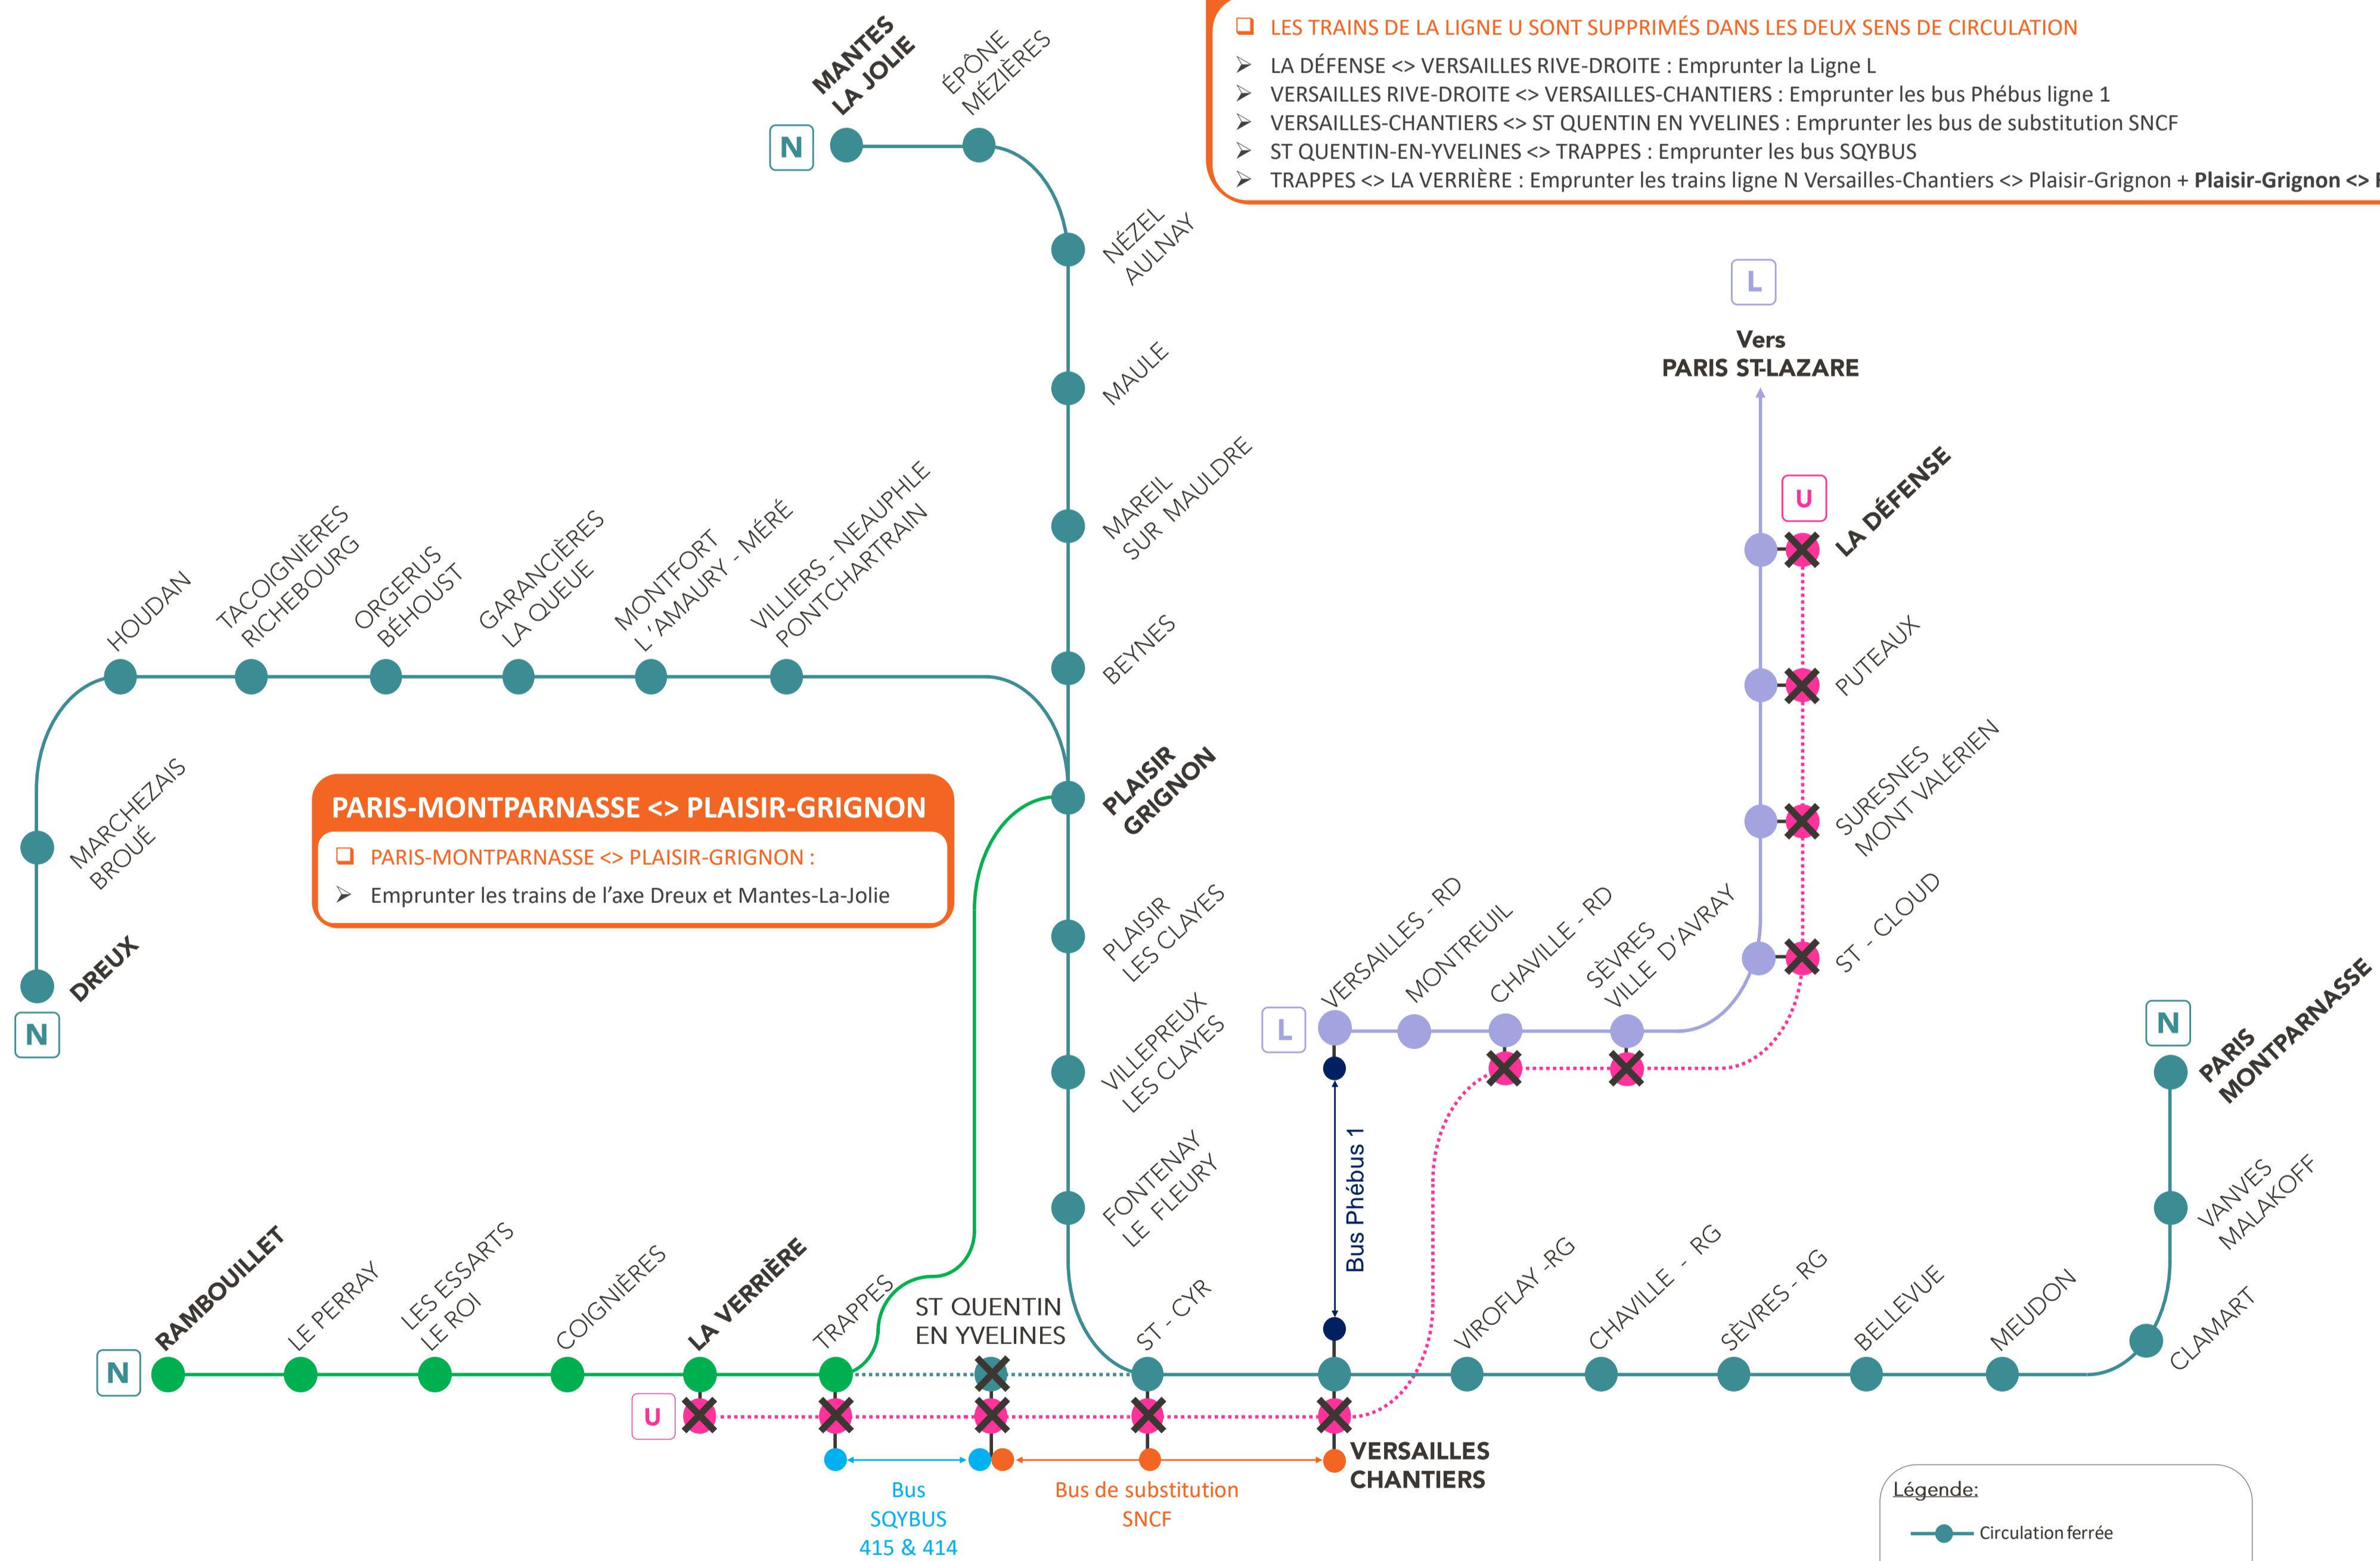 ❑ LES TRAINS DE LA LIGNE U SONT SUPPRIMÉS DANS LES DEUX SENS DE CIRCULATION
➢ LA DÉFENSE <> VERSAILLES RIVE-DROITE : Emprunter la Ligne L
➢ VERSAILLES RIVE-DROITE <> VERSAILLES-CHANTIERS : Emprunter les bus Phébus ligne 1
➢ VERSAILLES-CHANTIERS <> ST QUENTIN EN YVELINES : Emprunter les bus de substitution SNCF
➢ ST QUENTIN-EN-YVELINES <> TRAPPES : Emprunter les bus SQYBUS
➢ TRAPPES <> LA VERRIÈRE : Emprunter les trains ligne N Versailles-Chantiers <> Plaisir-Grignon + Plaisir-Grignon <>
N
MANTES
LA JOLIE
ÉPÔNE
MÉZIÈRES
NÉZEL
AULNAY
MAULE
MAREIL
SUR MAULDRE
BEYNES
PLAISIR
GRIGNON
PLAISIR
LES CLAYES
VILLEPREUX
LES CLAYES
FONTENAY
LE FLEURY
HOUDAN
TACOIGNIÈRES
RICHEBOURG
ORGERUS
BÉHOUST
GARANCIÈRES
LA QUEUE
MONTFORT
L'AMAURY - MÉRÉ
VILLIERS - NEAUPHLE
PONTCHARTRAIN
MARCHEZAIS
BROUÉ
DREUX
N
PARIS-MONTPARNASSE <> PLAISIR-GRIGNON
❑ PARIS-MONTPARNASSE <> PLAISIR-GRIGNON :
➢ Emprunter les trains de l’axe Dreux et Mantes-La-Jolie
L
Vers
PARIS ST-LAZARE
U
LA DÉFENSE
PUTEAUX
SURESNES
MONT VALÉRIEN
ST - CLOUD
L
VERSAILLES - RD
MONTREUIL
CHAVILLE - RD
SÈVRES
VILLE D’AVRAY
Bus Phébus 1
N
PARIS
MONTPARNASSE
VANVES
MALAKOFF
CLAMART
N
RAMBOUILLET
LE PERRAY
LES ESSARTS
LE ROI
COIGNIÈRES
LA VERRIÈRE
TRAPPES
ST QUENTIN
EN YVELINES
ST - CYR
VIROFLAY -RG
CHAVILLE - RG
SÈVRES - RG
BELLEVUE
MEUDON
U
VERSAILLES
CHANTIERS
Bus
SQYBUS
415 & 414
Bus de substitution
SNCF
Légende:
Circulation ferrée